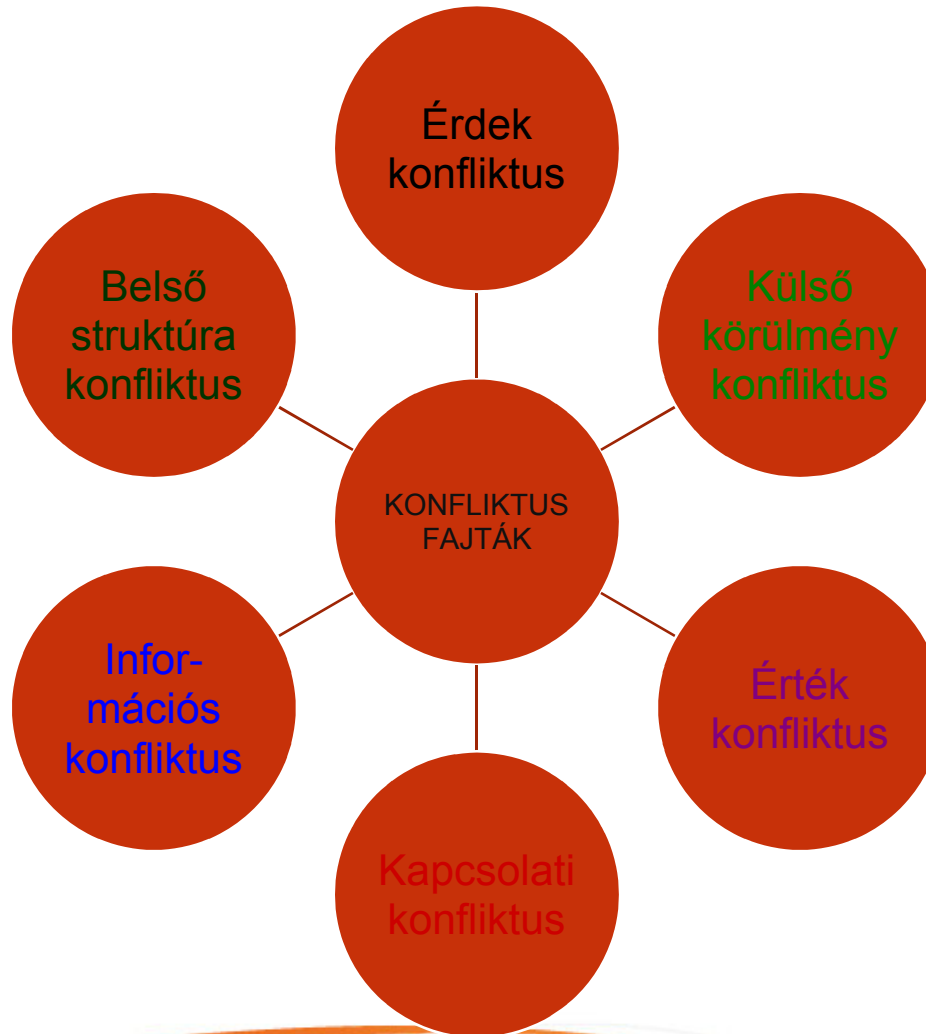 Érdek
konfliktus
Belső
struktúra
konfliktus
Külső
körülmény
konfliktus
KONFLIKTUS
FAJTÁK
Infor-
mációs
konfliktus
Érték
konfliktus
Kapcsolati
konfliktus